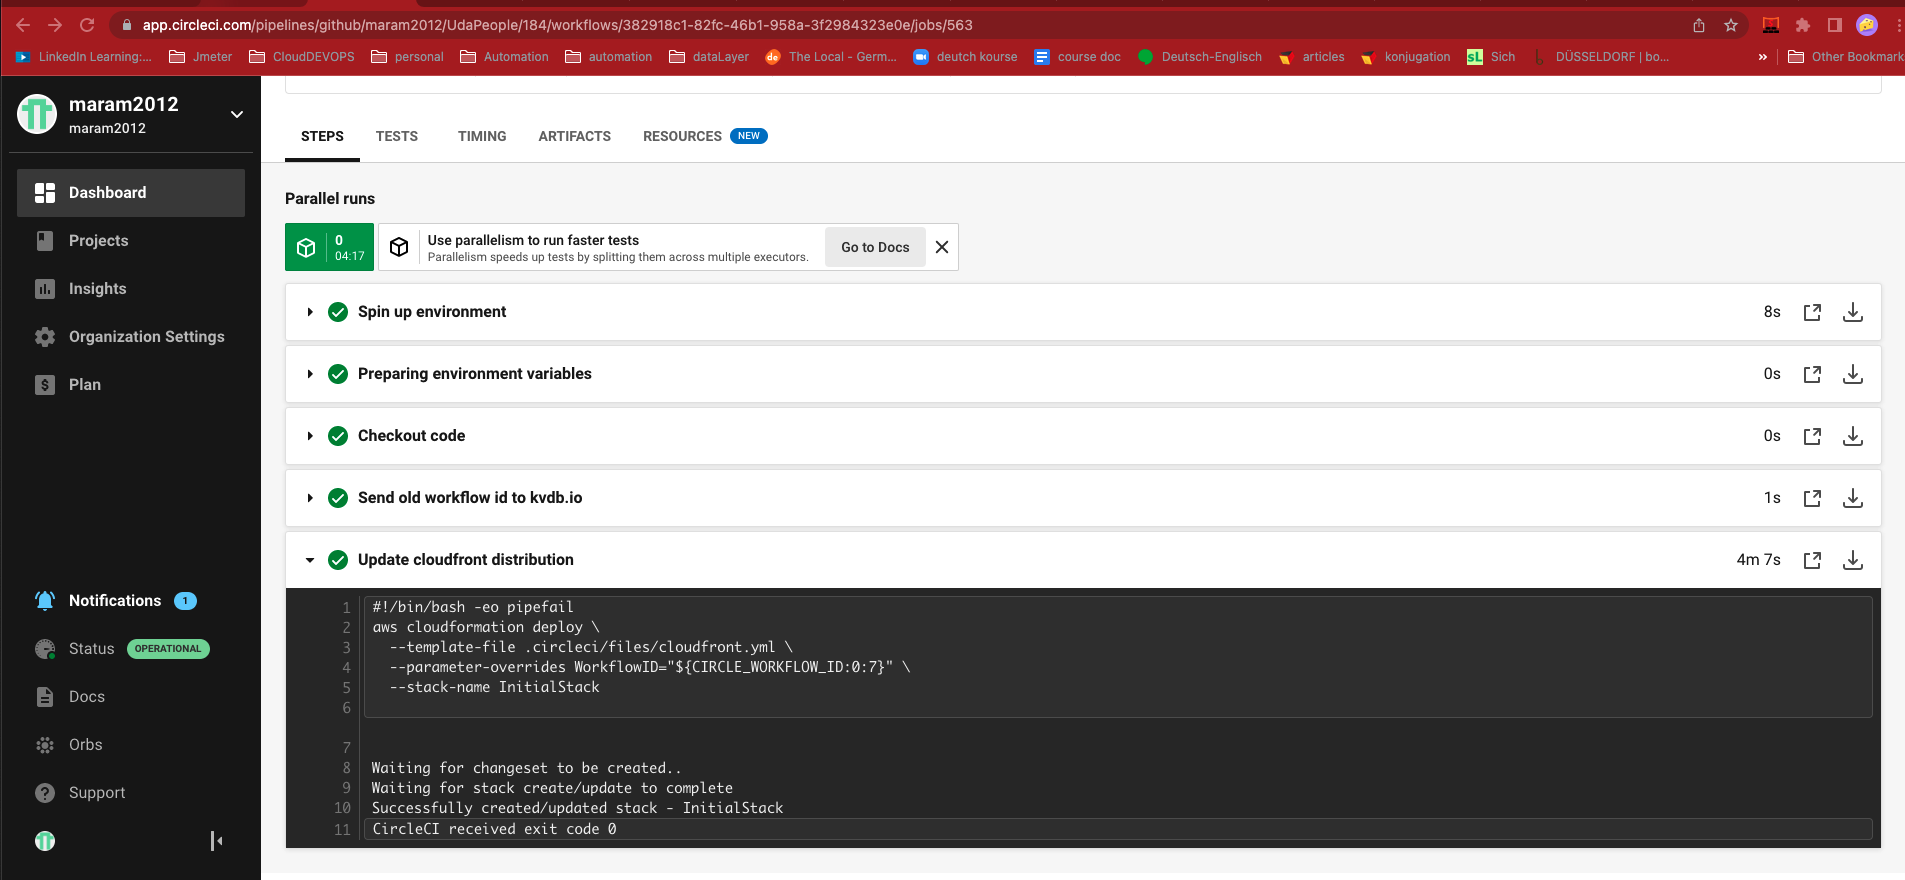 app.circleci.com/pipelines/github/maram2012/UdaPeople/184/workflows/382918c1-82fc-46b1-958a-3f2984323e0e/jobs/563
LinkedIn Learning:... Jmeter CloudDEVOPS personal Automation automation dataLayer The Local - Germ... deutch kourse course doc Deutsch-Englisch articles konjugation sL Sich DÜSSELDORF | bo... » Other Bookmark
maram2012
maram2012
Dashboard
Projects
Insights
Organization Settings
Plan
Notifications 1
Status OPERATIONAL
Docs
Orbs
Support
STEPS TESTS TIMING ARTIFACTS RESOURCES NEW
Parallel runs
0
04:17
Use parallelism to run faster tests
Parallelism speeds up tests by splitting them across multiple executors.
Go to Docs
Spin up environment 8s
Preparing environment variables 0s
Checkout code 0s
Send old workflow id to kvdb.io 1s
Update cloudfront distribution 4m 7s
1 #!/bin/bash -eo pipefail
2 aws cloudformation deploy \
3 --template-file .circleci/files/cloudfront.yml \
4 --parameter-overrides WorkflowID="${CIRCLE_WORKFLOW_ID:0:7}" \
5 --stack-name InitialStack
6
7
8 Waiting for changeset to be created..
9 Waiting for stack create/update to complete
10 Successfully created/updated stack - InitialStack
11 CircleCI received exit code 0